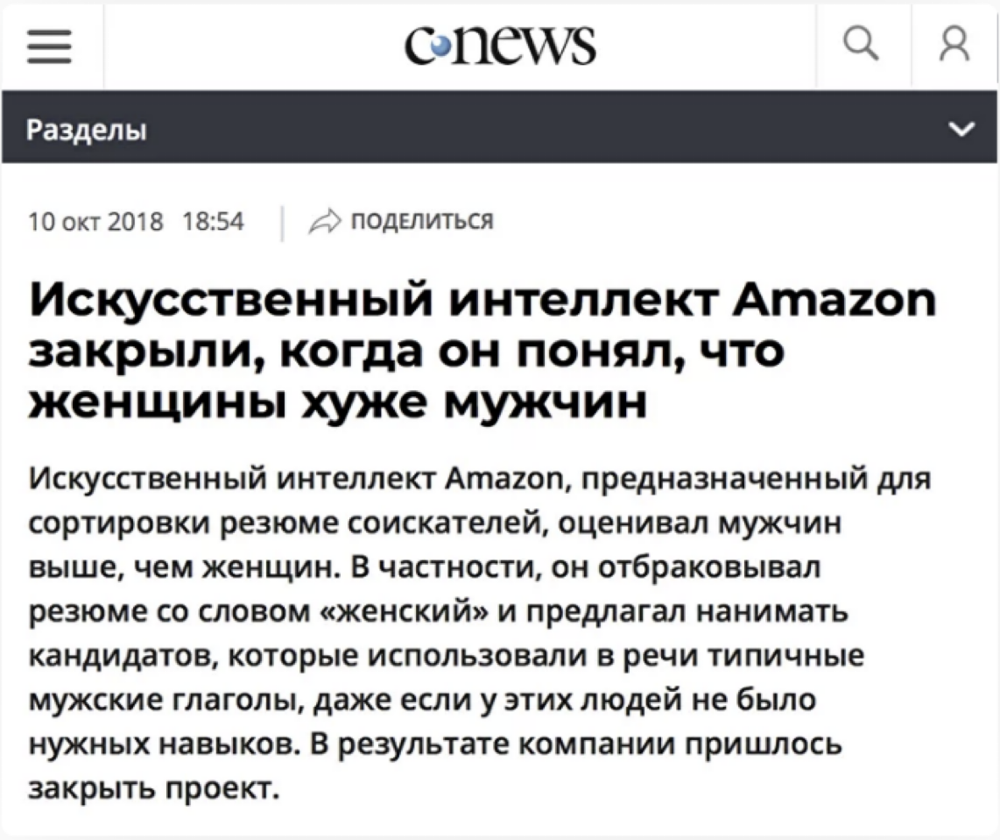 cnews
Разделы
10 окт 2018 18:54 ПОДЕЛИТЬСЯ
Искусственный интеллект Amazon
закрыли, когда он понял, что
женщины хуже мужчин
Искусственный интеллект Amazon, предназначенный для
сортировки резюме соискателей, оценивал мужчин
выше, чем женщин. В частности, он отбраковывал
резюме со словом «женский» и предлагал нанимать
кандидатов, которые использовали в речи типичные
мужские глаголы, даже если у этих людей не было
нужных навыков. В результате компании пришлось
закрыть проект.